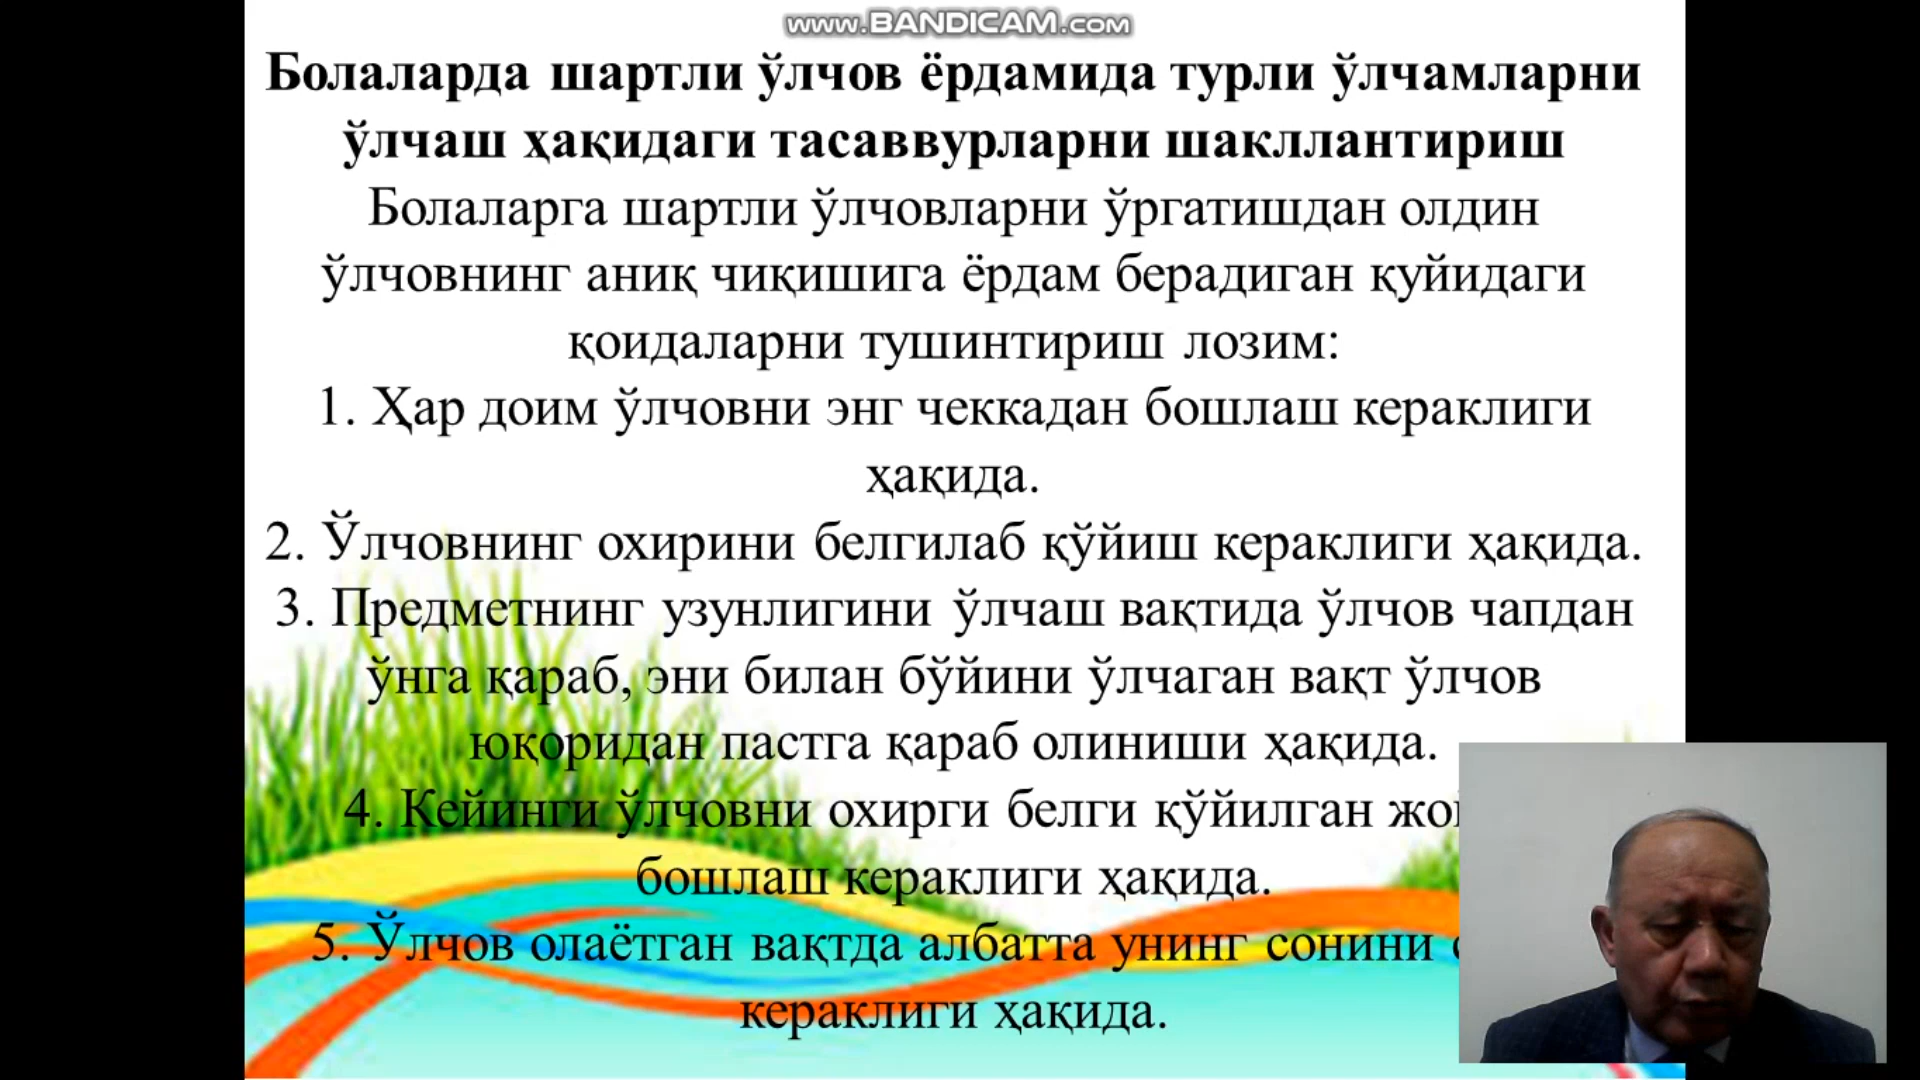 www.BANDICAM.com
Болаларда шартли ўлчов ёрдамида турли ўлчамларни
ўлчаш ҳақидаги тасаввурларни шакллантириш
Болаларга шартли ўлчовларни ўргатишдан олдин
ўлчовнинг аниқ чиқишига ёрдам берадиган қуйидаги
қоидаларни тушинтириш лозим:
1. Ҳар доим ўлчовни энг чеккадан бошлаш кераклиги
ҳақида.
2. Ўлчовнинг охирини белгилаб қўйиш кераклиги ҳақида.
3. Предметнинг узунлигини ўлчаш вақтида ўлчов чапдан
ўнга қараб, эни билан бўйини ўлчаган вақт ўлчов
юқоридан пастга қараб олиниши ҳақида.
4. Кейинги ўлчовни охирги белги қўйилган
бошлаш кераклиги ҳақида.
5. Ўлчов олаётган вақтда албатта унинг сонини
кераклиги ҳақида.